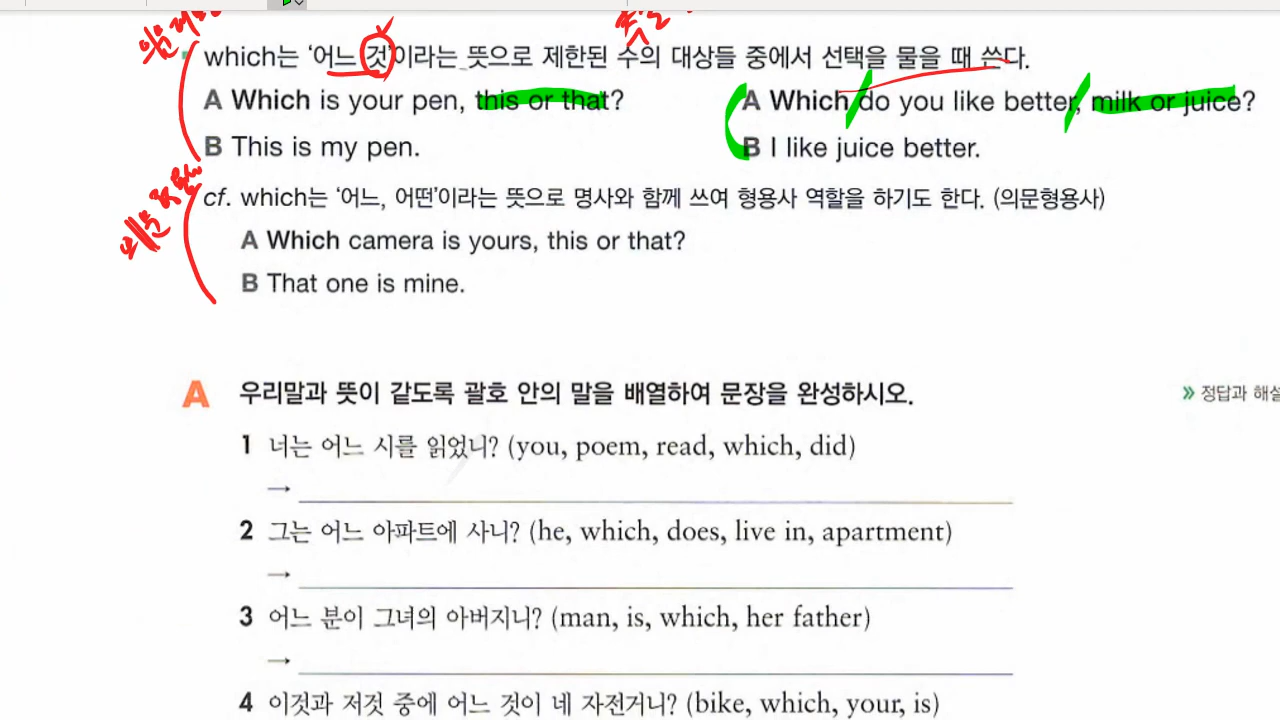 which는 ‘어느 것’이라는 뜻으로 제한된 수의 대상들 중에서 선택을 물을 때 쓴다.
A Which is your pen, this or that?
B This is my pen.
A Which do you like better, milk or juice?
B I like juice better.
cf. which는 ‘어느, 어떤’이라는 뜻으로 명사와 함께 쓰여 형용사 역할을 하기도 한다. (의문형용사)
A Which camera is yours, this or that?
B That one is mine.
A 우리말과 뜻이 같도록 괄호 안의 말을 배열하여 문장을 완성하시오.
» 정답과 해설
1 너는 어느 시를 읽었니? (you, poem, read, which, did)
→
2 그는 어느 아파트에 사니? (he, which, does, live in, apartment)
→
3 어느 분이 그녀의 아버지니? (man, is, which, her father)
→
4 이것과 저것 중에 어느 것이 네 자전거니? (bike, which, your, is)